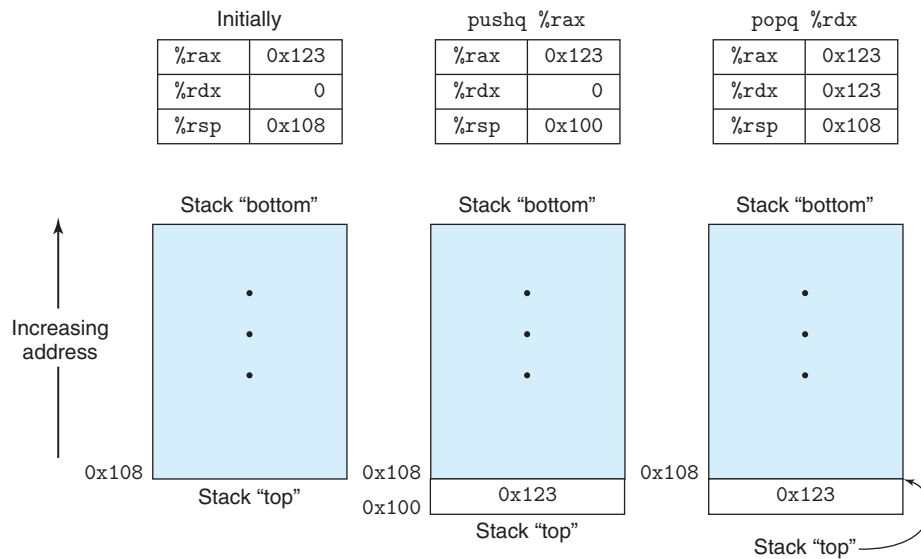 Initially
%rax 0x123
%rdx 0
%rsp 0x108
pushq %rax
%rax 0x123
%rdx 0
%rsp 0x100
popq %rdx
%rax 0x123
%rdx 0x123
%rsp 0x108
Increasing
address
Stack “bottom”
0x108
Stack “top”
Stack “bottom”
0x108
0x123
0x100
Stack “top”
Stack “bottom”
0x108
0x123
Stack “top”